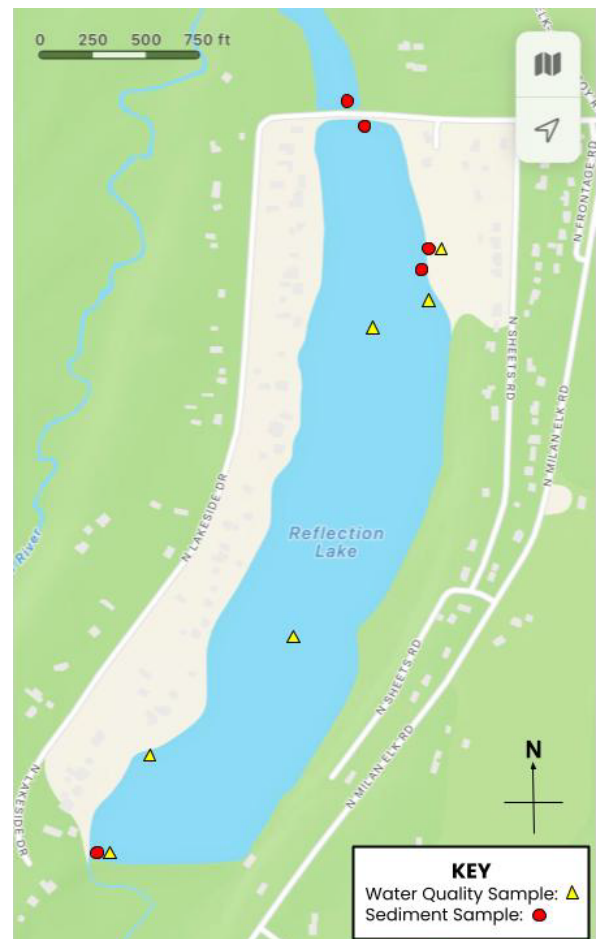 0 250 500 750 ft
N FRONTAGE RD
N SHEETS RD
N MILAN ELK RD
N LAKESIDE DR
River
Reflection
Lake
N SHEETS RD
N MILAN ELK RD
N LAKESIDE DR
N
KEY
Water Quality Sample:
Sediment Sample: